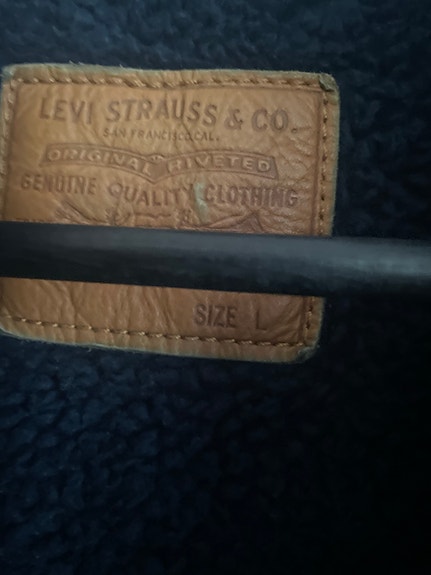 LEVI STRAUSS & CO.
SAN FRANCISCO, CAL.
ORIGINAL RIVETED
GENUINE QUALITY CLOTHING
SIZE L